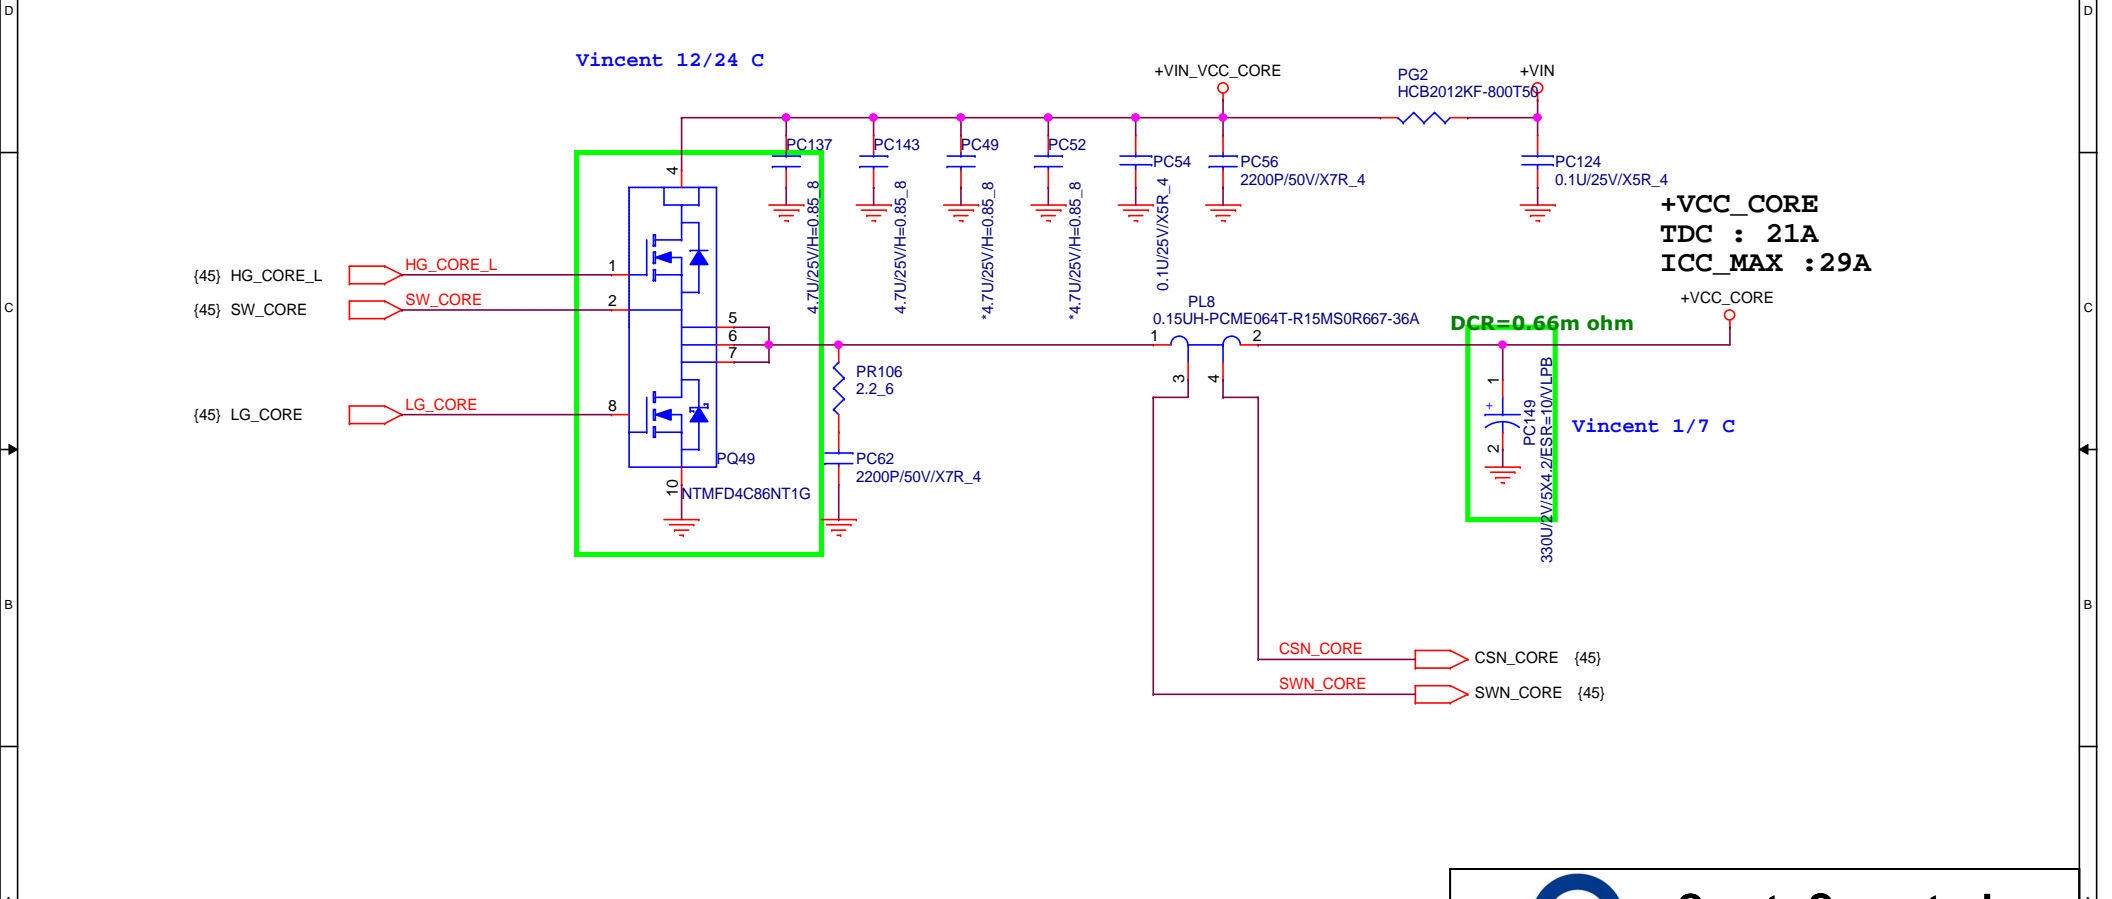 D
D
Vincent 12/24 C
+VIN_VCC_CORE
PG2
HCB2012KF-800T50
+VIN
PC137
4.7U/25V/H=0.85_8
PC143
4.7U/25V/H=0.85_8
PC49
*4.7U/25V/H=0.85_8
PC52
*4.7U/25V/H=0.85_8
PC54
0.1U/25V/X5R_4
PC56
2200P/50V/X7R_4
PC124
0.1U/25V/X5R_4
+VCC_CORE
TDC : 21A
ICC_MAX :29A
+VCC_CORE
4
{45} HG_CORE_L
HG_CORE_L
1
{45} SW_CORE
SW_CORE
2
5
6
7
C
C
PL8
0.15UH-PCME064T-R15MS0R667-36A
1
2
3
4
DCR=0.66m ohm
PR106
2.2_6
{45} LG_CORE
LG_CORE
8
PQ49
NTMFD4C86NT1G
10
PC62
2200P/50V/X7R_4
1
+
2
PC149
330U/2V/5X4.2/ESR=10/VLPB
Vincent 1/7 C
B
B
CSN_CORE
CSN_CORE {45}
SWN_CORE
SWN_CORE {45}